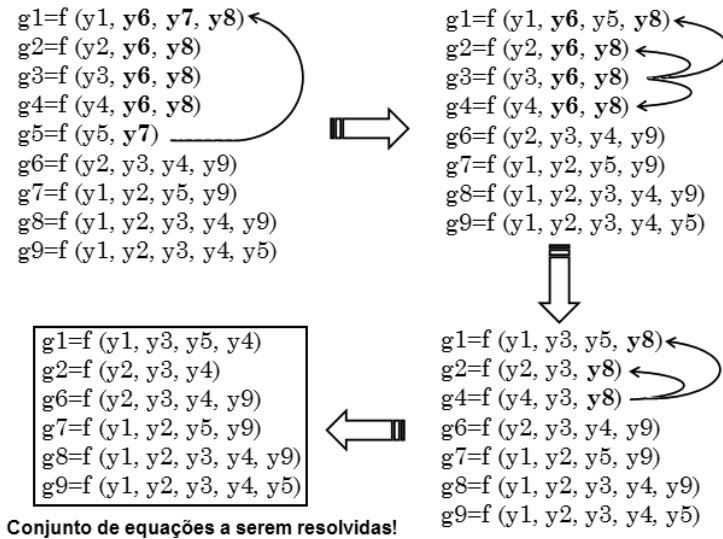 g1=f (y1, y6, y7, y8)
g2=f (y2, y6, y8)
g3=f (y3, y6, y8)
g4=f (y4, y6, y8)
g5=f (y5, y7)
g6=f (y2, y3, y4, y9)
g7=f (y1, y2, y5, y9)
g8=f (y1, y2, y3, y4, y9)
g9=f (y1, y2, y3, y4, y5)
g1=f (y1, y6, y5, y8)
g2=f (y2, y6, y8)
g3=f (y3, y6, y8)
g4=f (y4, y6, y8)
g6=f (y2, y3, y4, y9)
g7=f (y1, y2, y5, y9)
g8=f (y1, y2, y3, y4, y9)
g9=f (y1, y2, y3, y4, y5)
g1=f (y1, y3, y5, y8)
g2=f (y2, y3, y8)
g4=f (y4, y3, y8)
g6=f (y2, y3, y4, y9)
g7=f (y1, y2, y5, y9)
g8=f (y1, y2, y3, y4, y9)
g9=f (y1, y2, y3, y4, y5)
g1=f (y1, y3, y5, y4)
g2=f (y2, y3, y4)
g6=f (y2, y3, y4, y9)
g7=f (y1, y2, y5, y9)
g8=f (y1, y2, y3, y4, y9)
g9=f (y1, y2, y3, y4, y5)
Conjunto de equações a serem resolvidas!